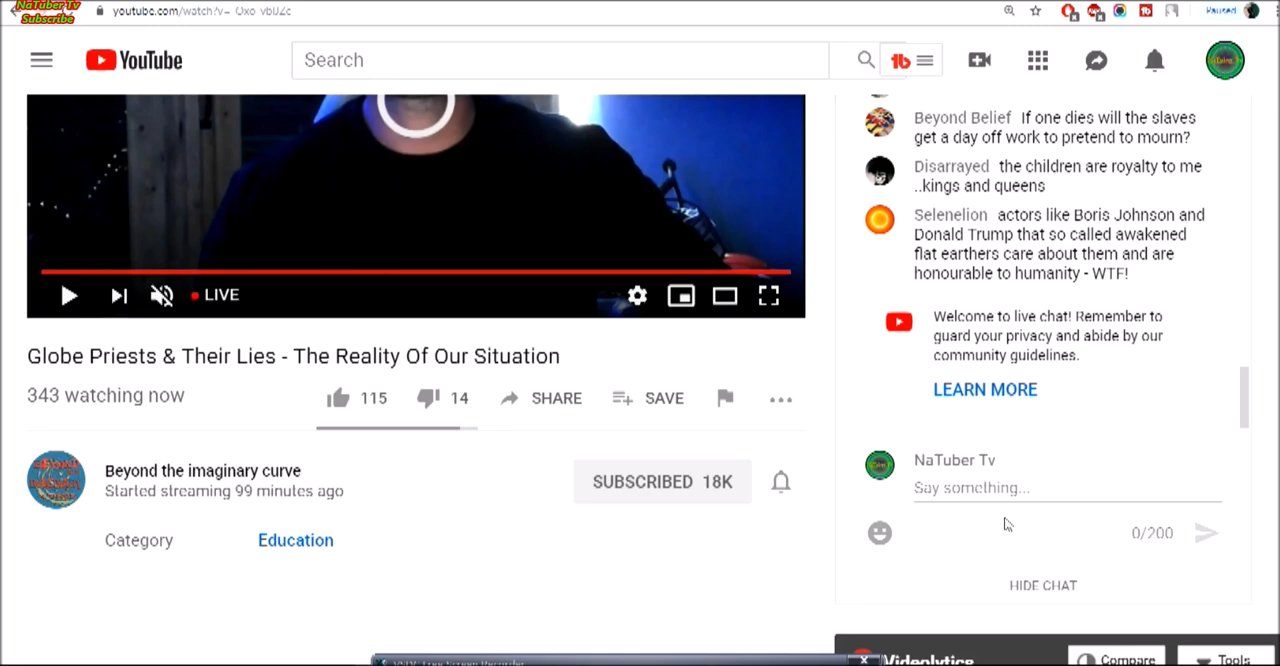 NaTuber Tv
Subscribe
Paused
YouTube
Search
Beyond Belief If one dies will the slaves
get a day off work to pretend to mourn?
Disarrayed the children are royalty to me
..kings and queens
Selenelion actors like Boris Johnson and
Donald Trump that so called awakened
flat earthers care about them and are
honourable to humanity - WTF!
LIVE
Welcome to live chat! Remember to
guard your privacy and abide by our
community guidelines.
LEARN MORE
Globe Priests & Their Lies - The Reality Of Our Situation
343 watching now
115
14
SHARE
SAVE
Beyond the imaginary curve
Started streaming 99 minutes ago
SUBSCRIBED 18K
Category
Education
NaTuber Tv
Say something...
0/200
HIDE CHAT
Videolytics
Compare
Tools